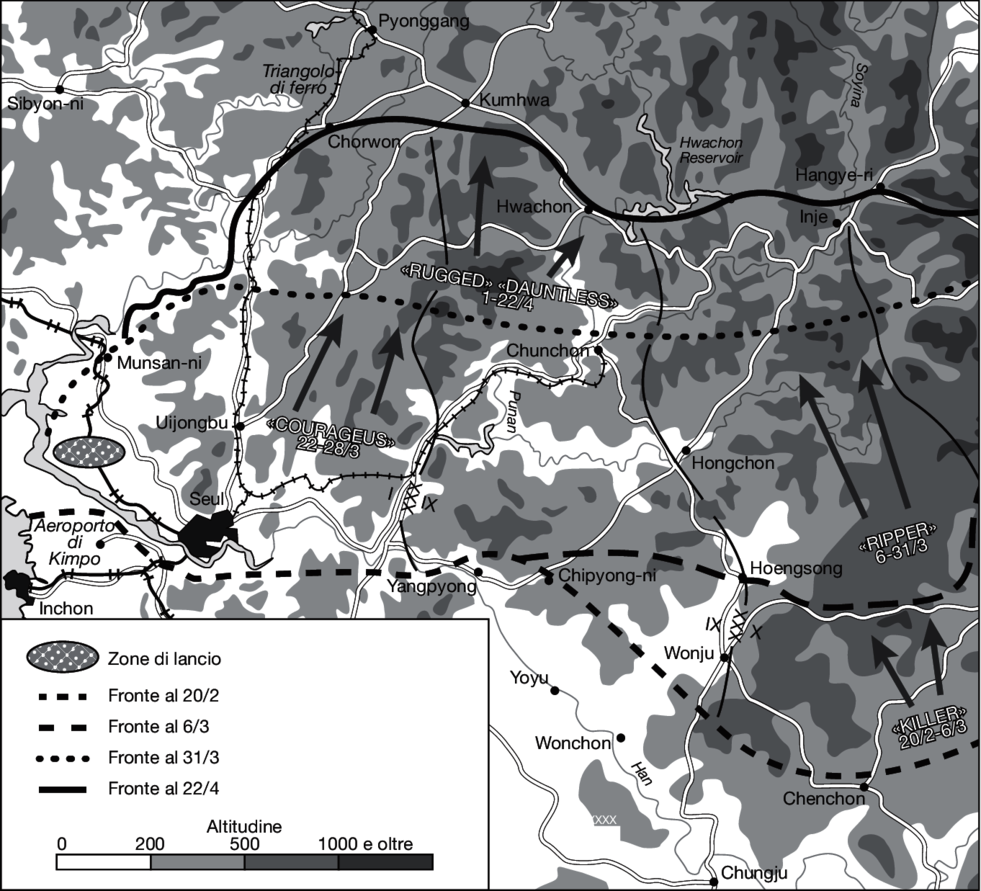 Pyonggang
Triangolo
di ferro
Sibyon-ni
Kumhwa
Soyina
Chorwon
Hwachon
Reservoir
Hangye-ri
Hwachon
Inje
«RUGGED» «DAUNTLESS»
1-22/4
Munsan-ni
Chunchon
Uijongbu
«COURAGEUS»
22-28/3
Punan
Hongchon
Seul
I
XXX
IX
Aeroporto
di
Kimpo
«RIPPER»
6-31/3
Inchon
Yangpyong
Chipyong-ni
Hoengsong
IX
XXX
X
Wonju
Yoyu
«KILLER»
20/2-6/3
Wonchon
Han
Chenchon
XXXX
Chungju
Zone di lancio
Fronte al 20/2
Fronte al 6/3
Fronte al 31/3
Fronte al 22/4
Altitudine
0 200 500 1000 e oltre